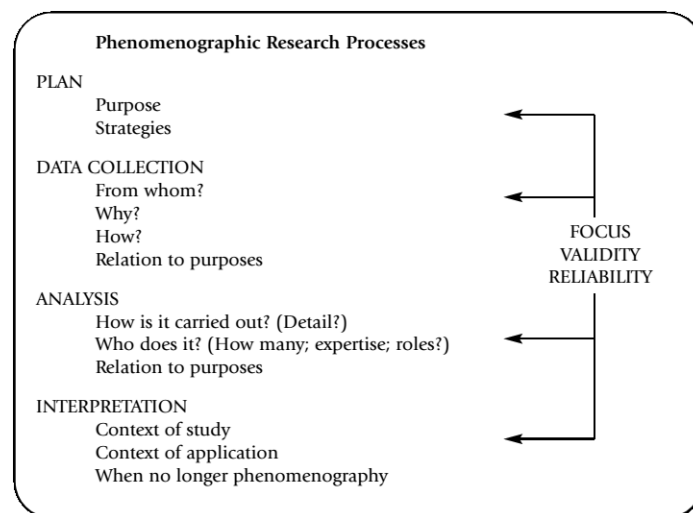 Phenomenographic Research Processes
PLAN
Purpose
Strategies
DATA COLLECTION
From whom?
Why?
How?
Relation to purposes
FOCUS
VALIDITY
RELIABILITY
ANALYSIS
How is it carried out? (Detail?)
Who does it? (How many; expertise; roles?)
Relation to purposes
INTERPRETATION
Context of study
Context of application
When no longer phenomenography